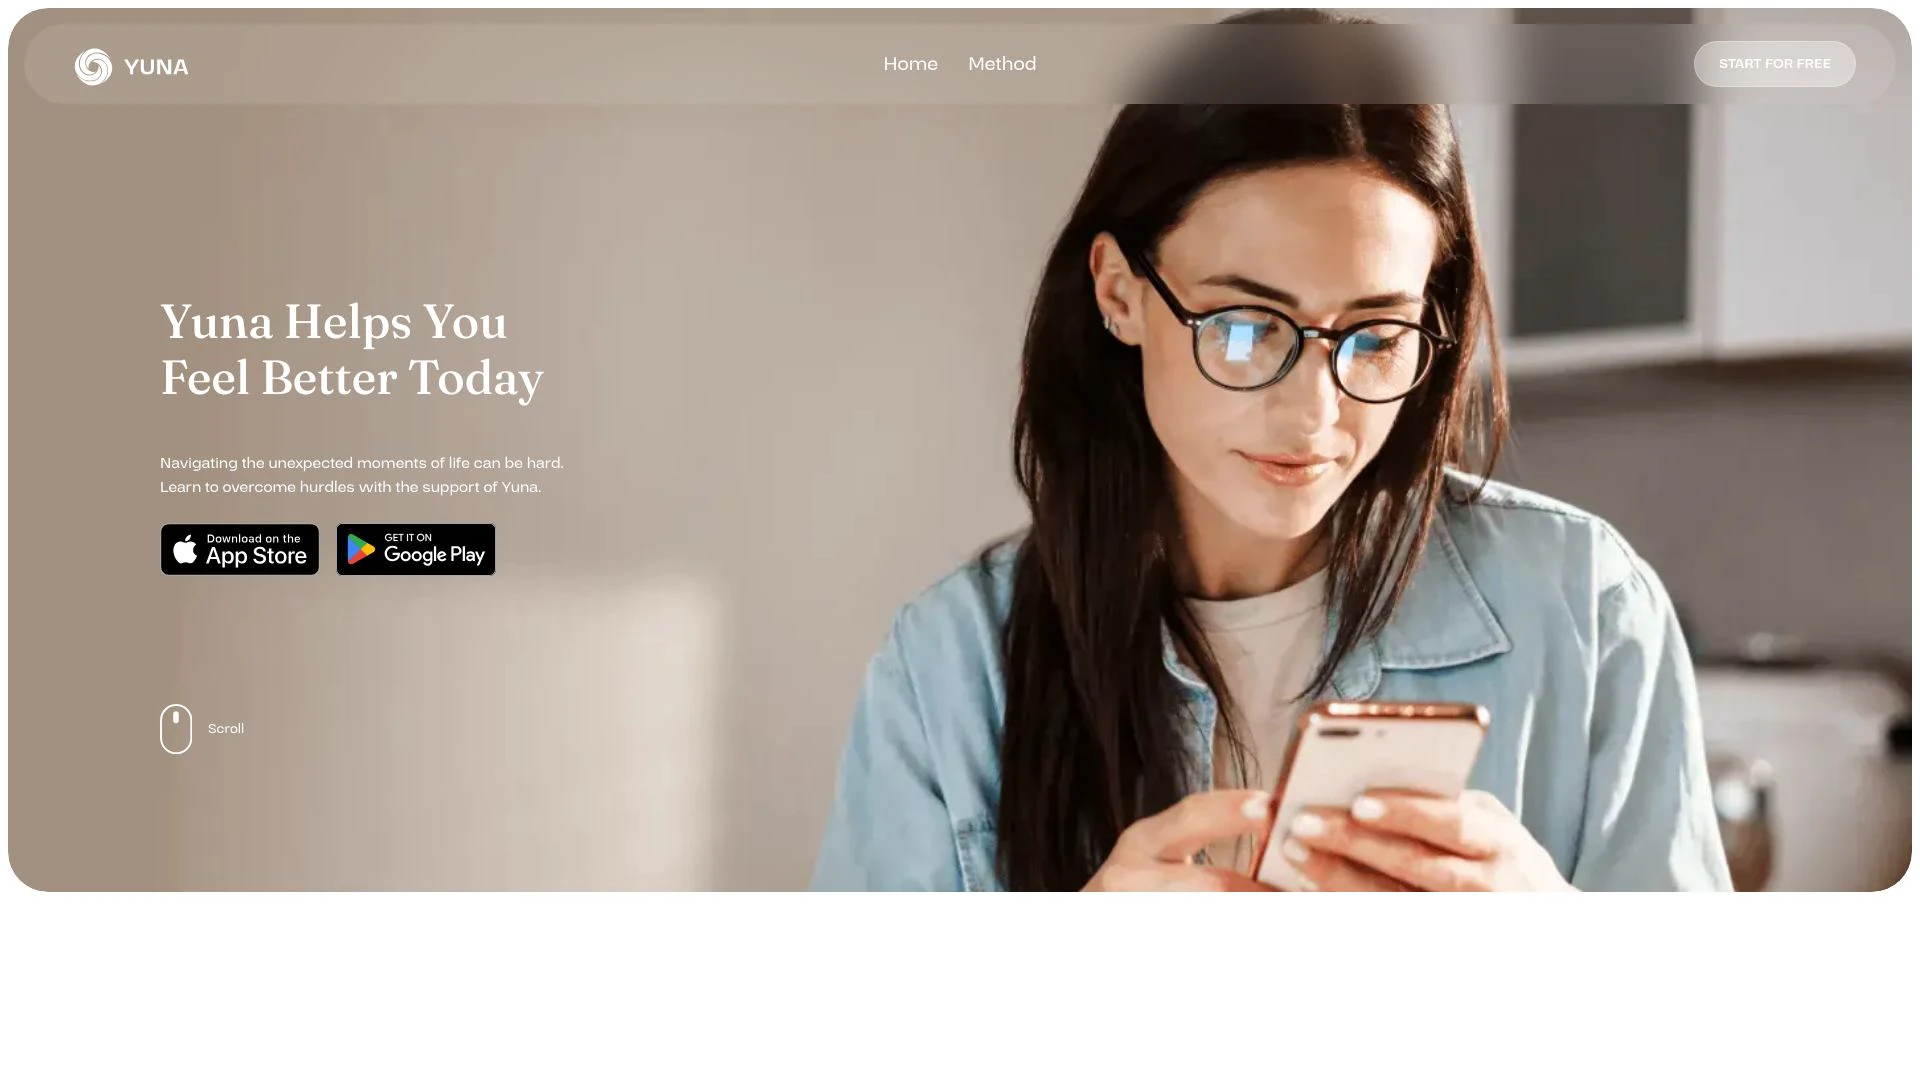 YUNA
Home
Method
START FOR FREE
Yuna Helps You
Feel Better Today
Navigating the unexpected moments of life can be hard.
Learn to overcome hurdles with the support of Yuna.
Download on the
App Store
GET IT ON
Google Play
Scroll